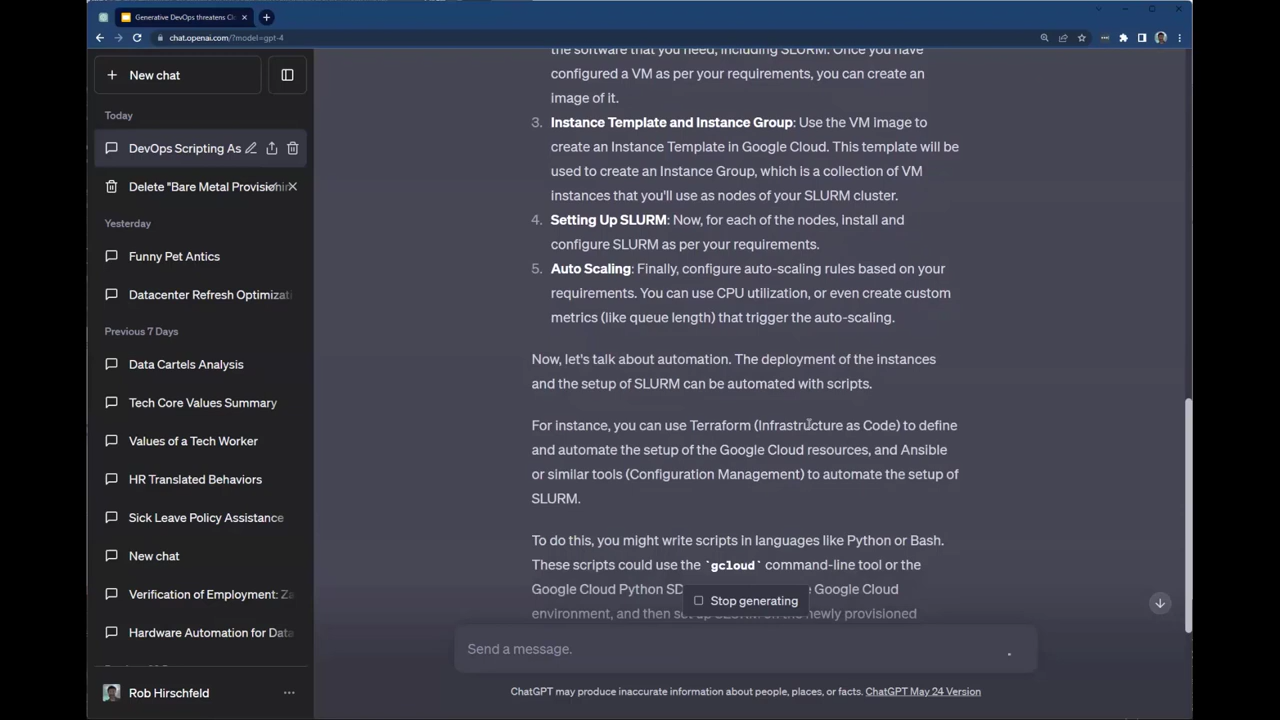 Generative DevOps threatens Cl
chat.openai.com/?model=gpt-4
New chat
Today
DevOps Scripting As
Delete "Bare Metal Provisionin
Yesterday
Funny Pet Antics
Datacenter Refresh Optimizati
Previous 7 Days
Data Cartels Analysis
Tech Core Values Summary
Values of a Tech Worker
HR Translated Behaviors
Sick Leave Policy Assistance
New chat
Verification of Employment: Za
Hardware Automation for Data
Rob Hirschfeld
the software that you need, including SLURM. Once you have
configured a VM as per your requirements, you can create an
image of it.
3. Instance Template and Instance Group: Use the VM image to
create an Instance Template in Google Cloud. This template will be
used to create an Instance Group, which is a collection of VM
instances that you'll use as nodes of your SLURM cluster.
4. Setting Up SLURM: Now, for each of the nodes, install and
configure SLURM as per your requirements.
5. Auto Scaling: Finally, configure auto-scaling rules based on your
requirements. You can use CPU utilization, or even create custom
metrics (like queue length) that trigger the auto-scaling.
Now, let's talk about automation. The deployment of the instances
and the setup of SLURM can be automated with scripts.
For instance, you can use Terraform (Infrastructure as Code) to define
and automate the setup of the Google Cloud resources, and Ansible
or similar tools (Configuration Management) to automate the setup of
SLURM.
To do this, you might write scripts in languages like Python or Bash.
These scripts could use the `gcloud` command-line tool or the
Google Cloud Python SD Google Cloud
environment, and then set up SLURM on the newly provisioned
Stop generating
Send a message.
ChatGPT may produce inaccurate information about people, places, or facts. ChatGPT May 24 Version